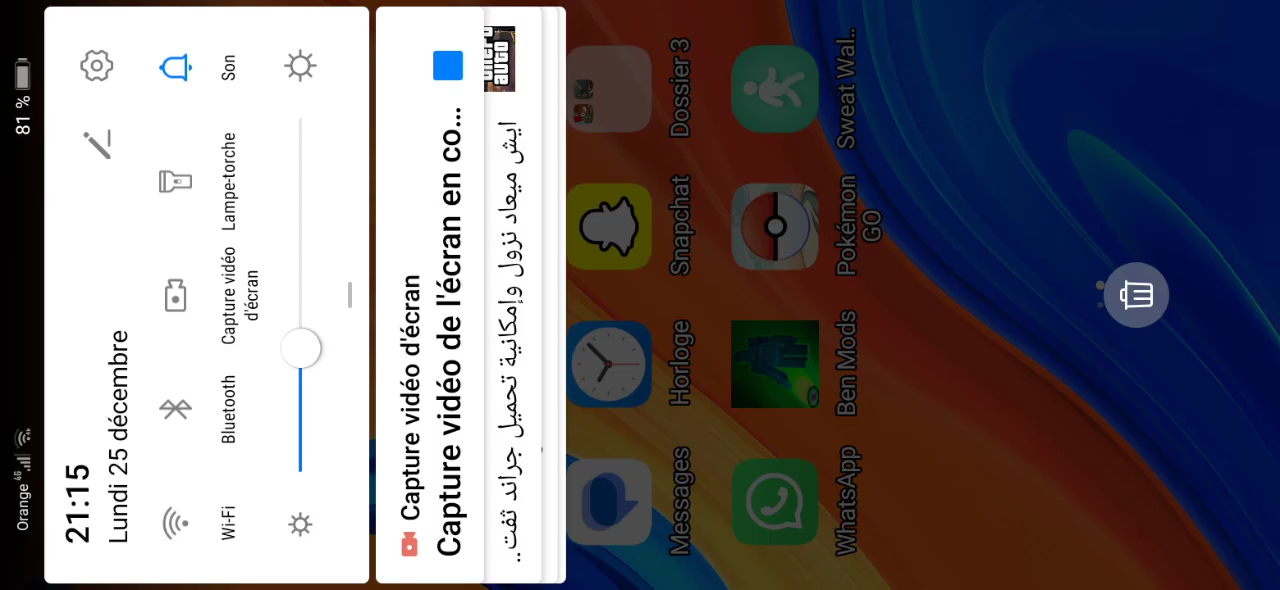 Orange 4G 81 %
21:15
Lundi 25 décembre
Wi-Fi
Bluetooth
Capture vidéo
d'écran
Lampe-torche
Son
Capture vidéo d'écran
Capture vidéo de l'écran en co...
ايش ميعاد نزول وإمكانية تحميل جراند ثفت..
auto
Messages
Horloge
Snapchat
Dossier 3
WhatsApp
Ben Mods
Pokémon
GO
Sweat Wal..